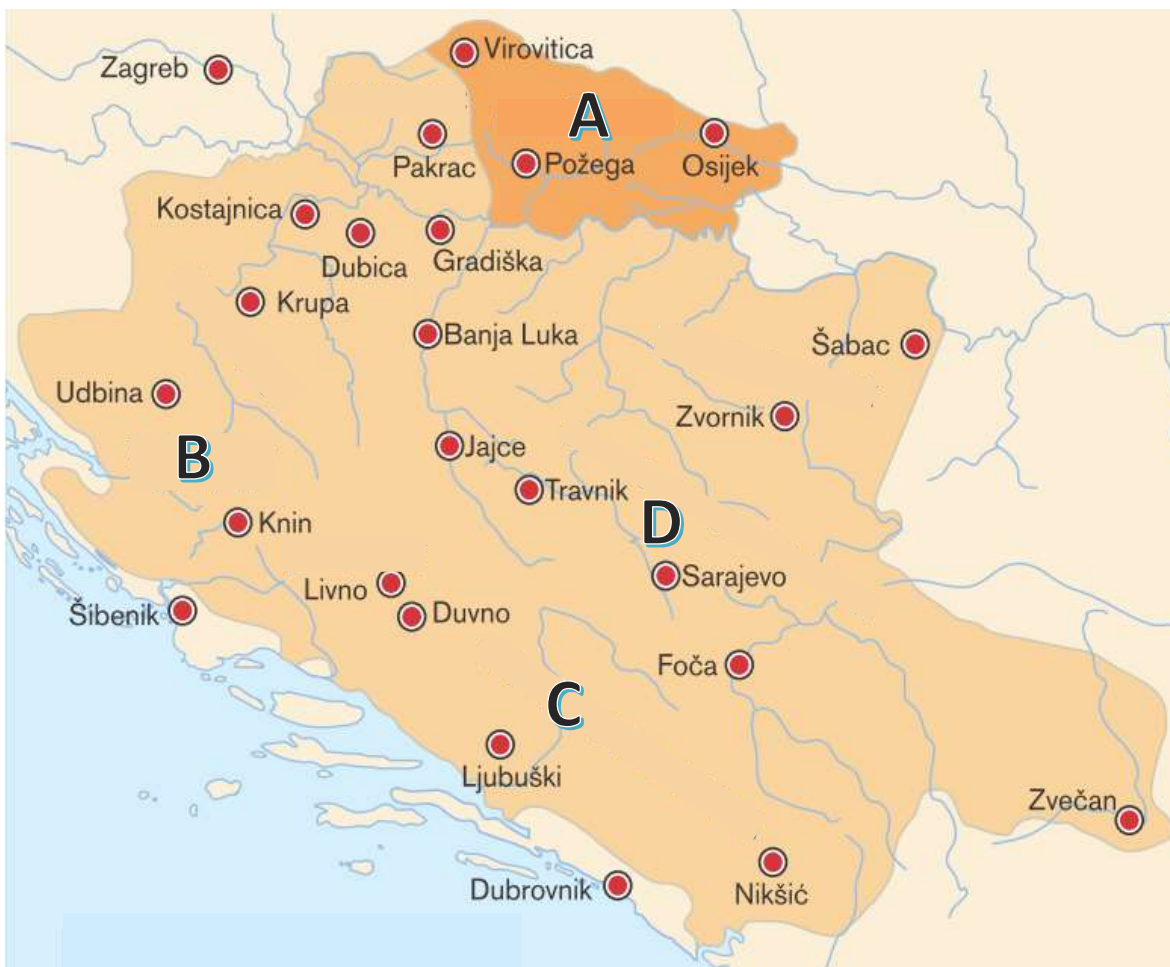 Virovitica
Zagreb
A
Pakrac
Požega
Osijek
Kostajnica
Dubica
Gradiška
Krupa
Banja Luka
Šabac
Udbina
Zvornik
B
Jajce
Travnik
D
Knin
Livno
Sarajevo
Šibenik
Duvno
Foča
C
Ljubuški
Zvečan
Dubrovnik
Nikšić